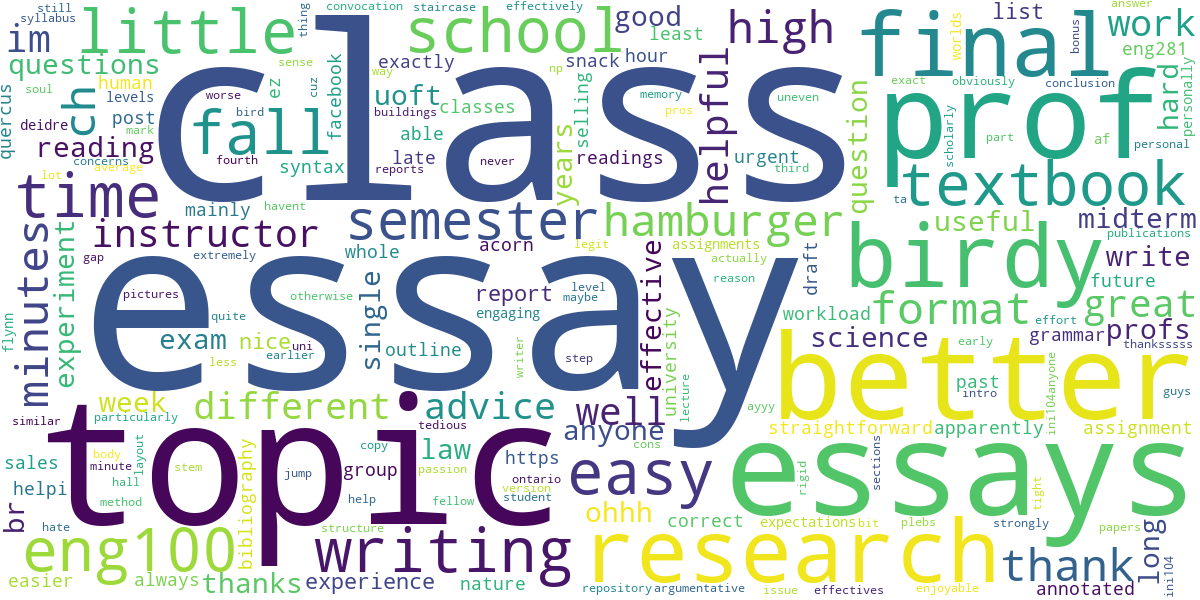 still
syllabus
im
little
thing
convocation
staircase
effectively
school
good
least
high
final
list
answer
work
worlds
bonus
eng281
questions
human
ch
levels
post
quercus
soul
deidre
mark
reading
concerns
lot
average
class
worse
bird
fall
fourth
syntax
ez
sense
cuz
facebook
exactly
way
uoft
buildings
able
late
reports
classes
np
never
snack
hour
selling
memory
uneven
pros
readings
years
helpful
urgent
third
question
prof
exact
obviously
conclusion
scholarly
part
af
hard
personally
personal
ta
textbook
time
mainly
havent
instructor
gap
extremely
semester
whole
acorn
hamburger
legit
assignments
actually
reason
draft
useful
midterm
publications
birdy
write
future
minutes
experiment
flynn
essay
pictures
quite
otherwise
single
report
engaging
level
maybe
effective
university
lecture
workload
format
great
effort
exam
nice
uni
earlier
less
outline
step
writer
science
grammar
profs
early
thanksssss
better
past
intro
guys
ini104anyone
week
particularly
different
advice
tedious
well
anyone
cons
ayyy
straightforward
apparently
assignment
similar
topic
body
minute
layout
sales
helpi
hall
method
stem
bibliography
jump
copy
group
law
passion
version
fellow
https
ontario
student
help
easy
essays
rigid
sections
tight
br
hate
eng100
easier
always
thanks
structure
writing
experience
nature
ohhh
correct
expectations
bit
plebs
strongly
papers
long
ini104
research
thank
annotated
repository
argumentative
issue
effectives
enjoyable